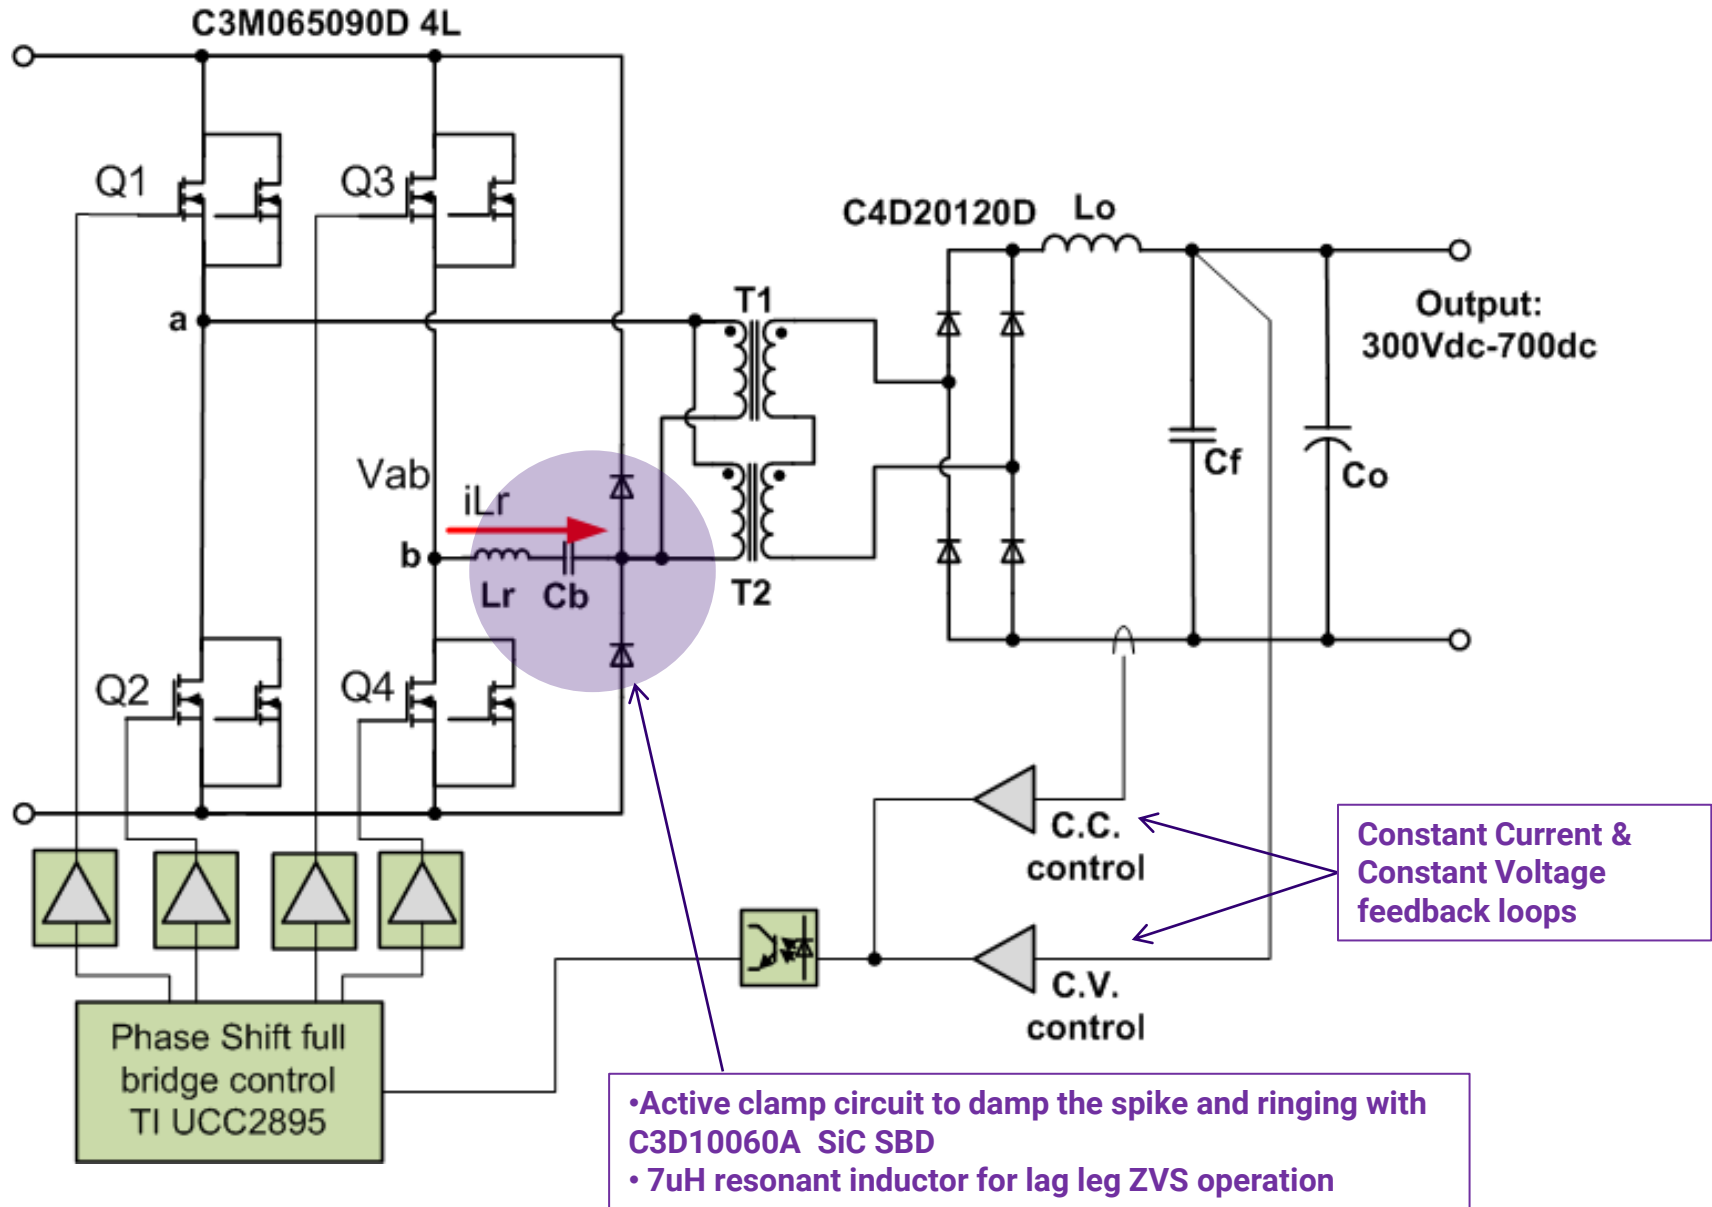 C3M065090D 4L
Q1
Q3
C4D20120D
Lo
T1
Output:
300Vdc-700dc
a
Vab
iLr
Cf
Co
b
Lr
Cb
T2
Q2
Q4
C.C.
control
Constant Current &
Constant Voltage
feedback loops
C.V.
control
Phase Shift full
bridge control
TI UCC2895
•Active clamp circuit to damp the spike and ringing with
C3D10060A SiC SBD
• 7uH resonant inductor for lag leg ZVS operation